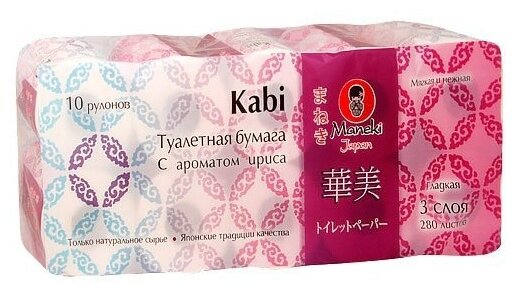 10 рулонов
Kabi
Туалетная бумага
С ароматом ириса
Только натуральное сырье • Японские традиции качества
まねき
Maneki
Japan
華美
トイレットペーパー
Мягкая и нежная
Гладкая
3 слоя
280 листов